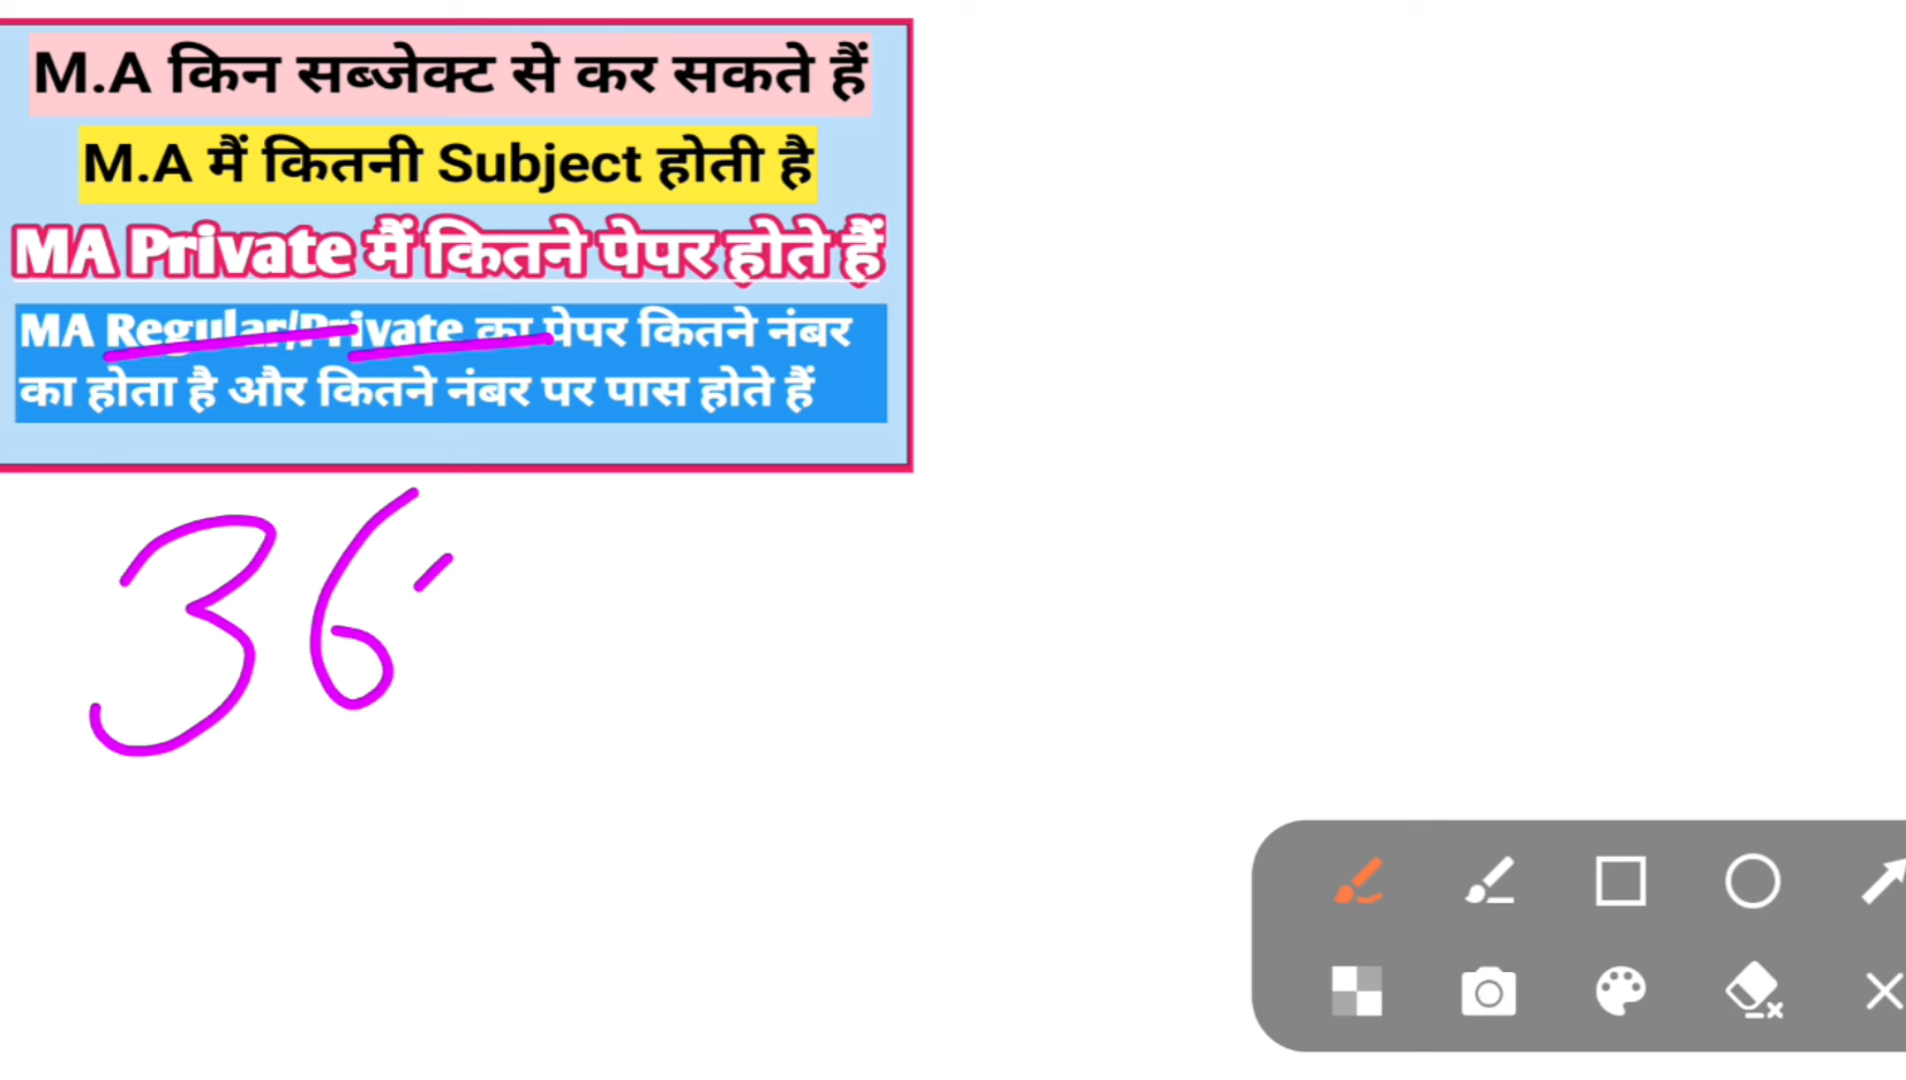 M.A किन सब्जेक्ट से कर सकते हैं
M.A मैं कितनी Subject होती है
MA Private मैं कितने पेपर होते हैं
MA Regular/Private का पेपर कितने नंबर
का होता है और कितने नंबर पर पास होते हैं
36